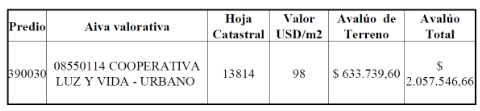 Predio Aiva valorativa Hoja Catastral Valor USD/m2 Avalúo de Terreno Avalúo Total
390030 08550114 COOPERATIVA LUZ Y VIDA - URBANO 13814 98 $ 633.739,60 $ 2.057.546,66